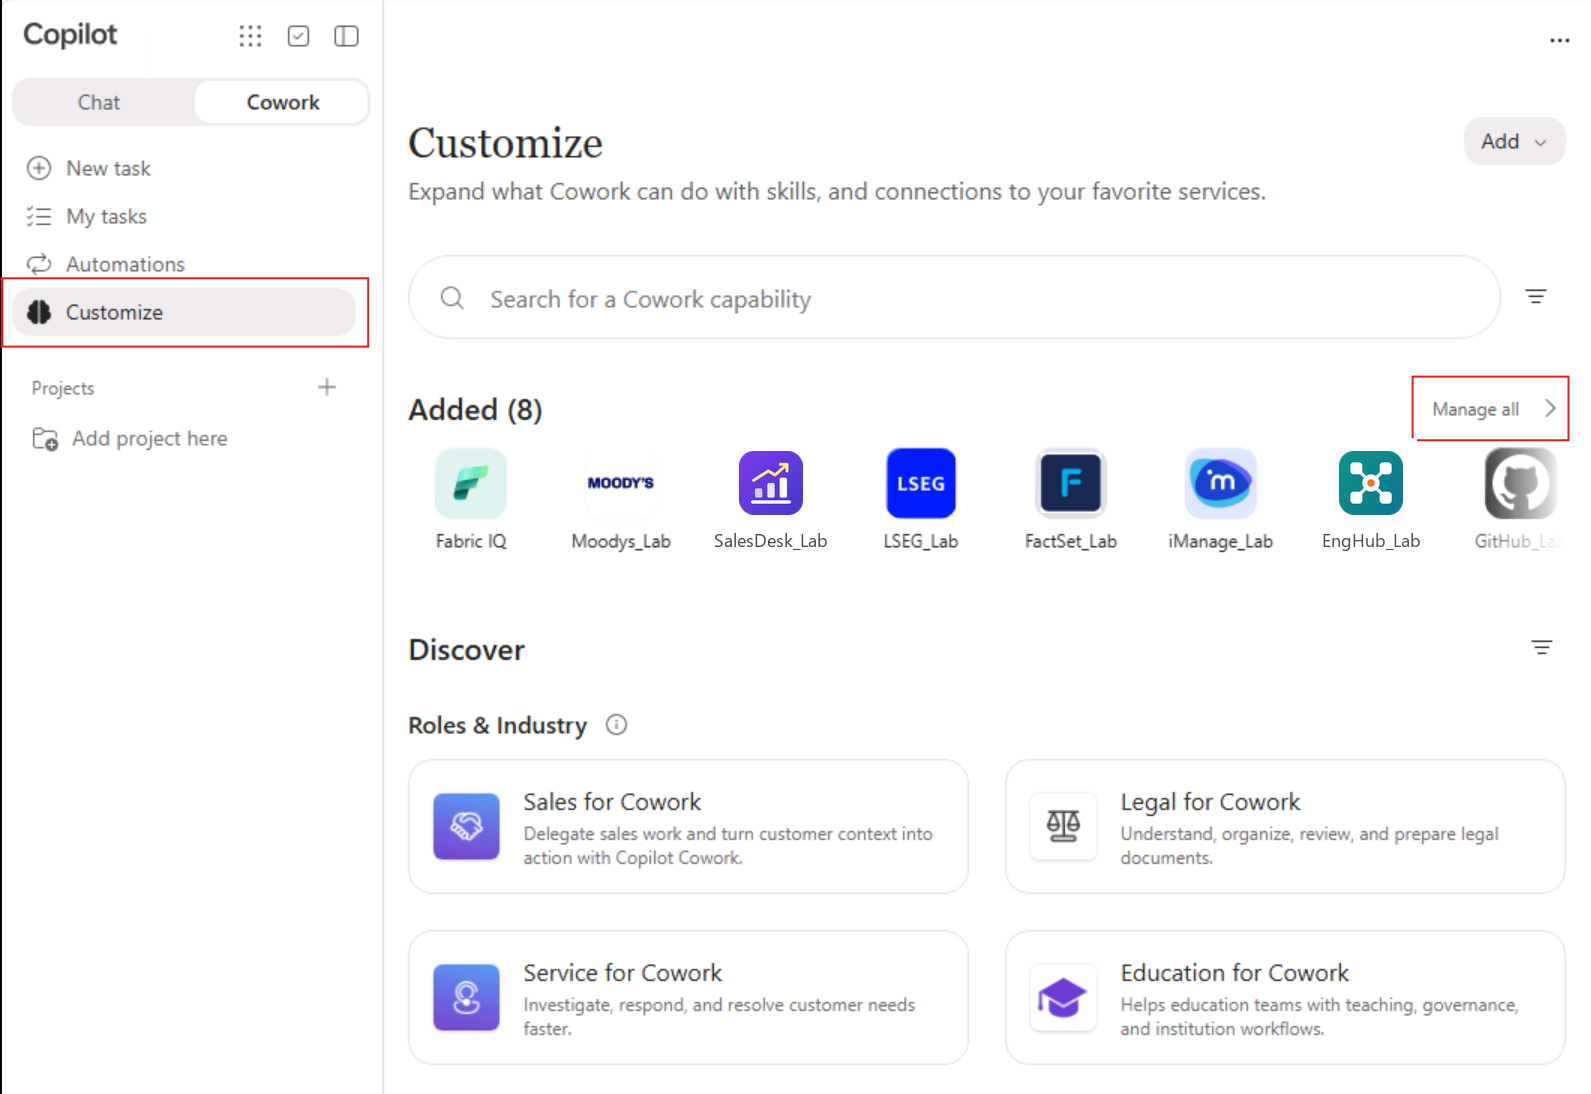 Copilot
Chat
Cowork
New task
My tasks
Automations
Customize
Projects
Add project here
Customize
Add
Expand what Cowork can do with skills, and connections to your favorite services.
Search for a Cowork capability
Added (8)
Manage all
MOODY'S
LSEG
F
im
Fabric IQ
Moodys_Lab
SalesDesk_Lab
LSEG_Lab
FactSet_Lab
iManage_Lab
EngHub_Lab
GitHub_Lab
Discover
Roles & Industry
Sales for Cowork
Delegate sales work and turn customer context into
action with Copilot Cowork.
Legal for Cowork
Understand, organize, review, and prepare legal
documents.
Service for Cowork
Investigate, respond, and resolve customer needs
faster.
Education for Cowork
Helps education teams with teaching, governance,
and institution workflows.